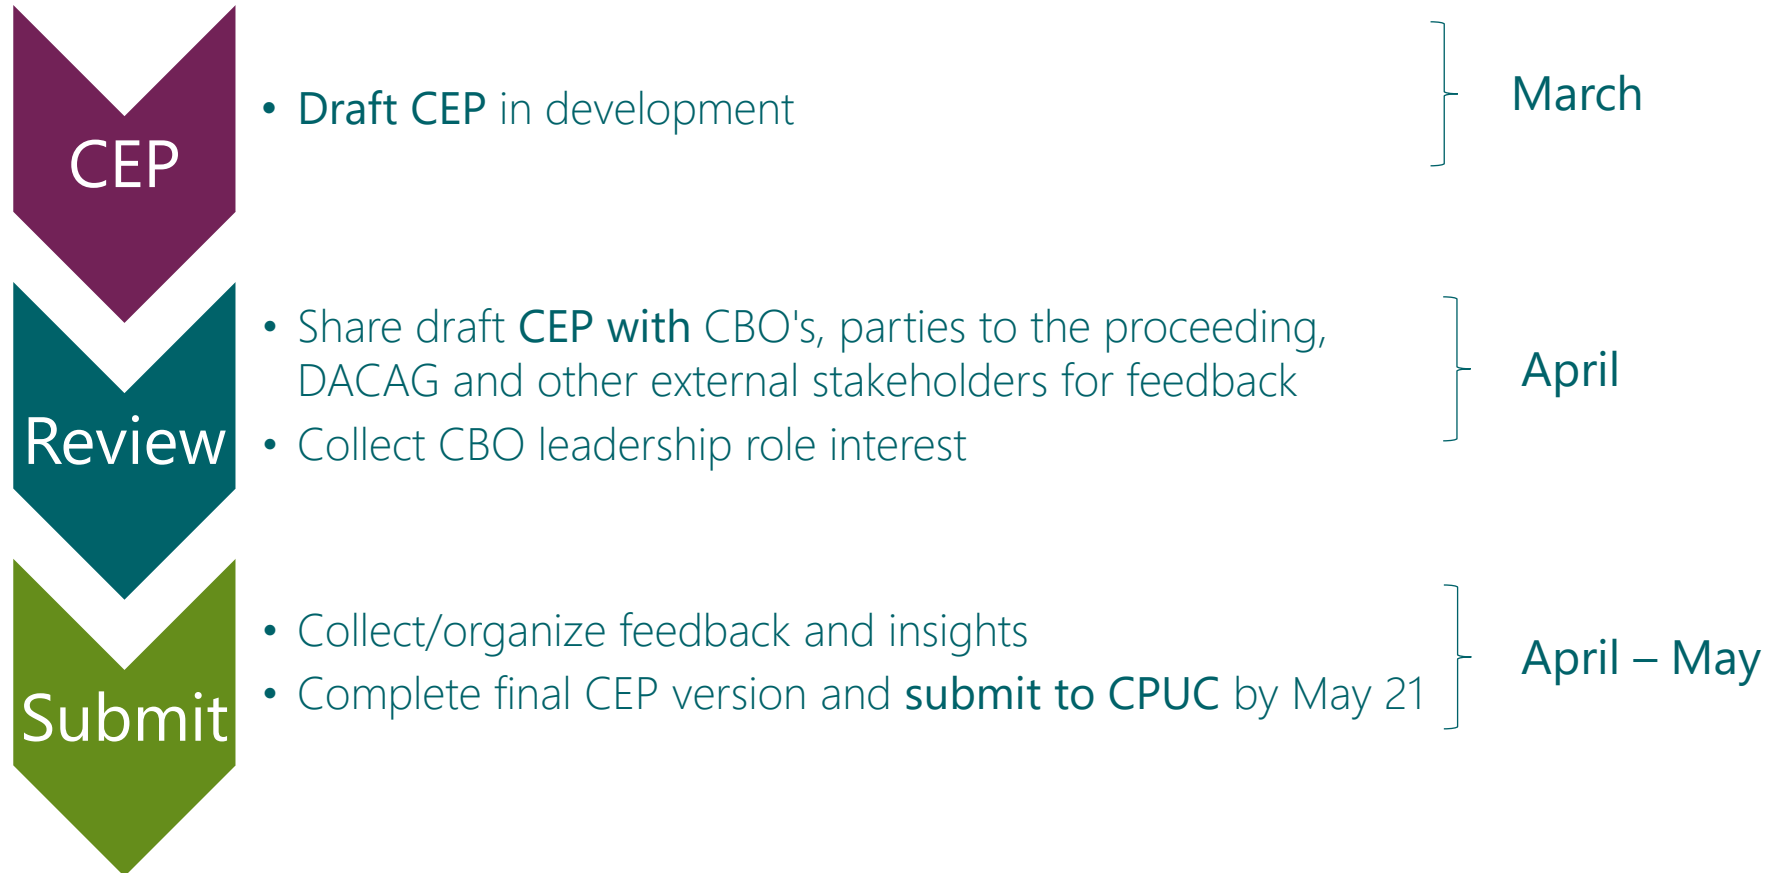 CEP
• Draft CEP in development
March
Review
• Share draft CEP with CBO's, parties to the proceeding,
DACAG and other external stakeholders for feedback
• Collect CBO leadership role interest
April
Submit
• Collect/organize feedback and insights
• Complete final CEP version and submit to CPUC by May 21
April – May